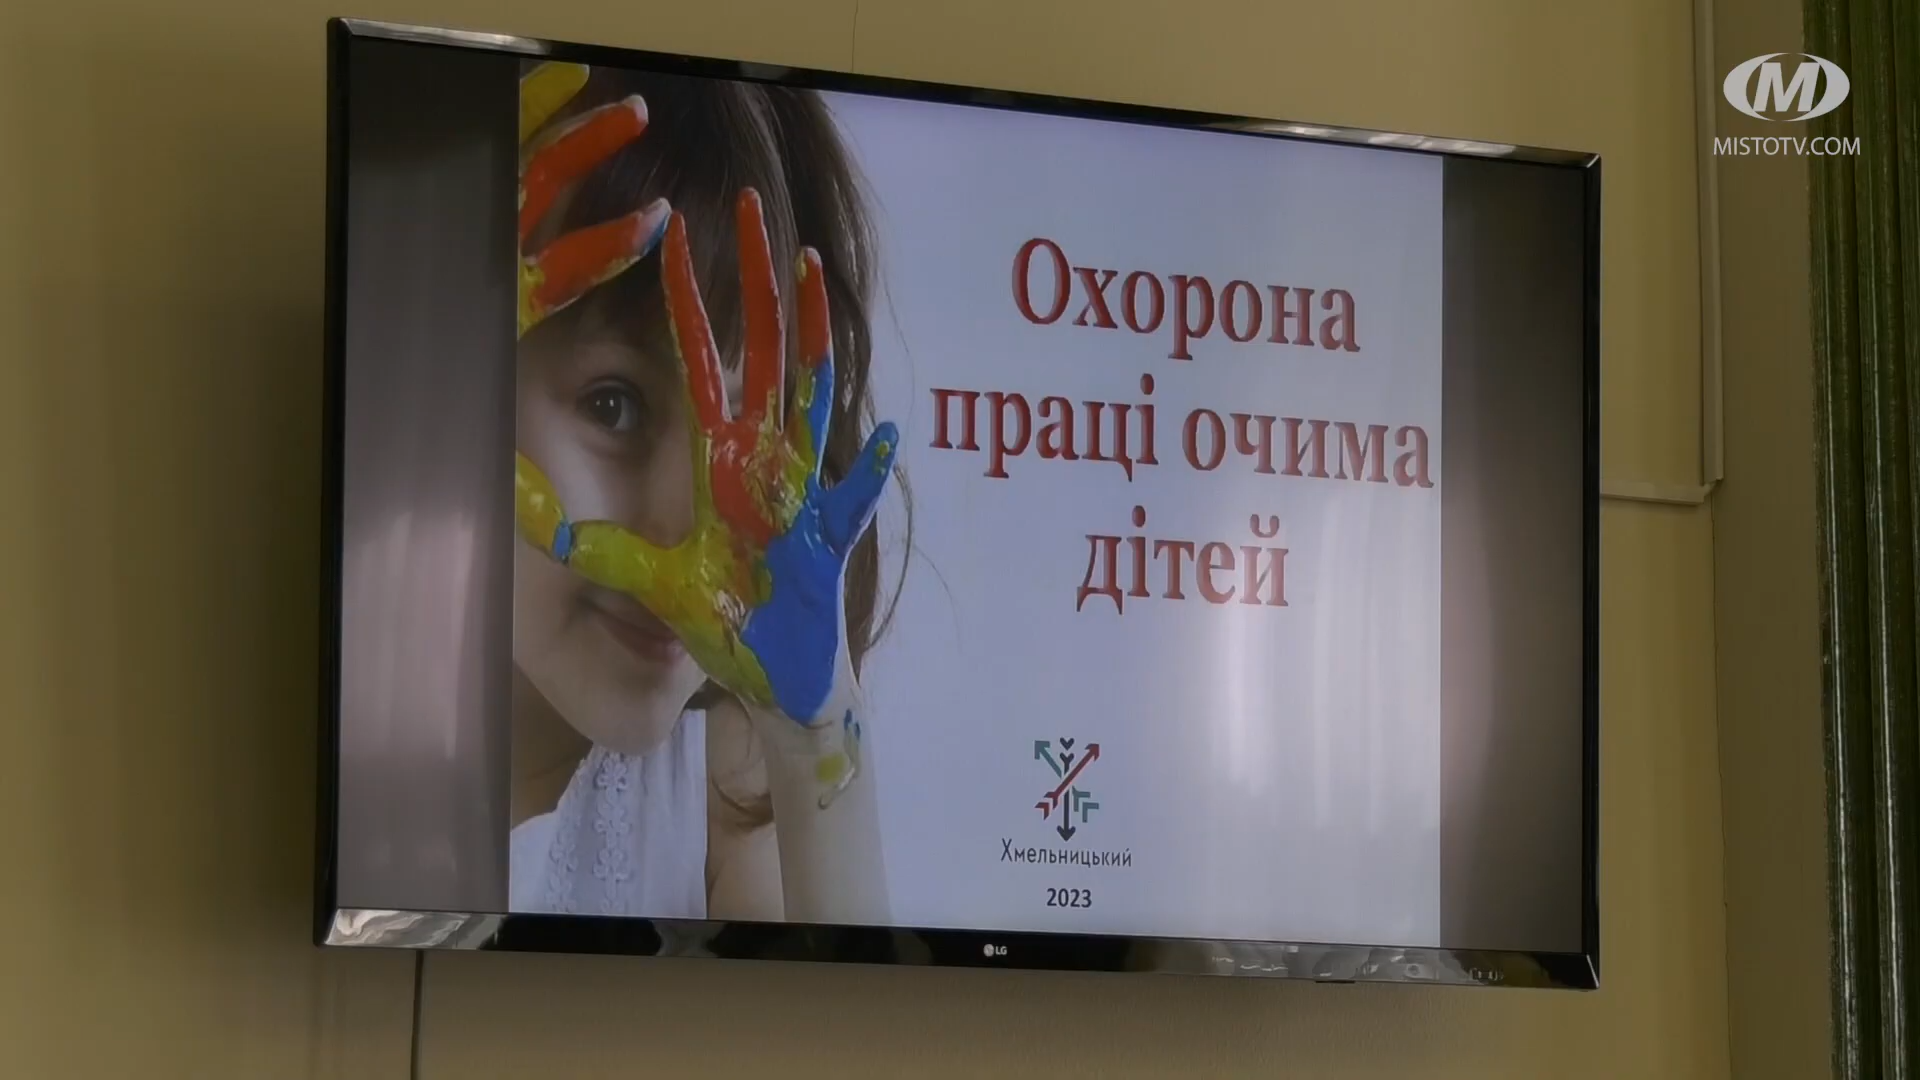 M
MISTOTV.COM
Охорона
праці очима
дітей
Хмельницький
2023
LG